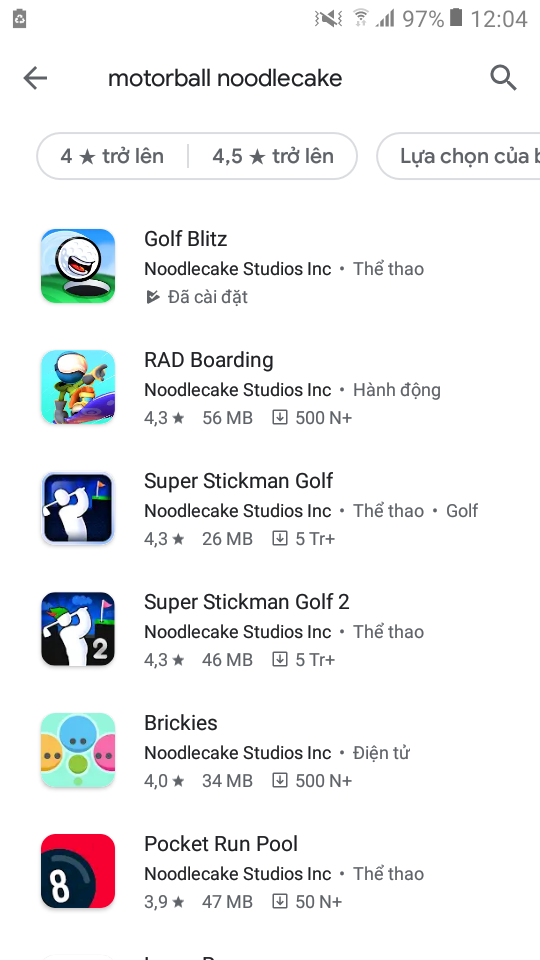 97% 12:04
motorball noodlecake
4 ★ trở lên 4,5 ★ trở lên Lựa chọn của b
Golf Blitz
Noodlecake Studios Inc • Thể thao
Đã cài đặt
RAD Boarding
Noodlecake Studios Inc • Hành động
4,3 ★ 56 MB 500 N+
Super Stickman Golf
Noodlecake Studios Inc • Thể thao • Golf
4,3 ★ 26 MB 5 Tr+
Super Stickman Golf 2
2
Noodlecake Studios Inc • Thể thao
4,3 ★ 46 MB 5 Tr+
Brickies
Noodlecake Studios Inc • Điện tử
4,0 ★ 34 MB 500 N+
Pocket Run Pool
8
Noodlecake Studios Inc • Thể thao
3,9 ★ 47 MB 50 N+